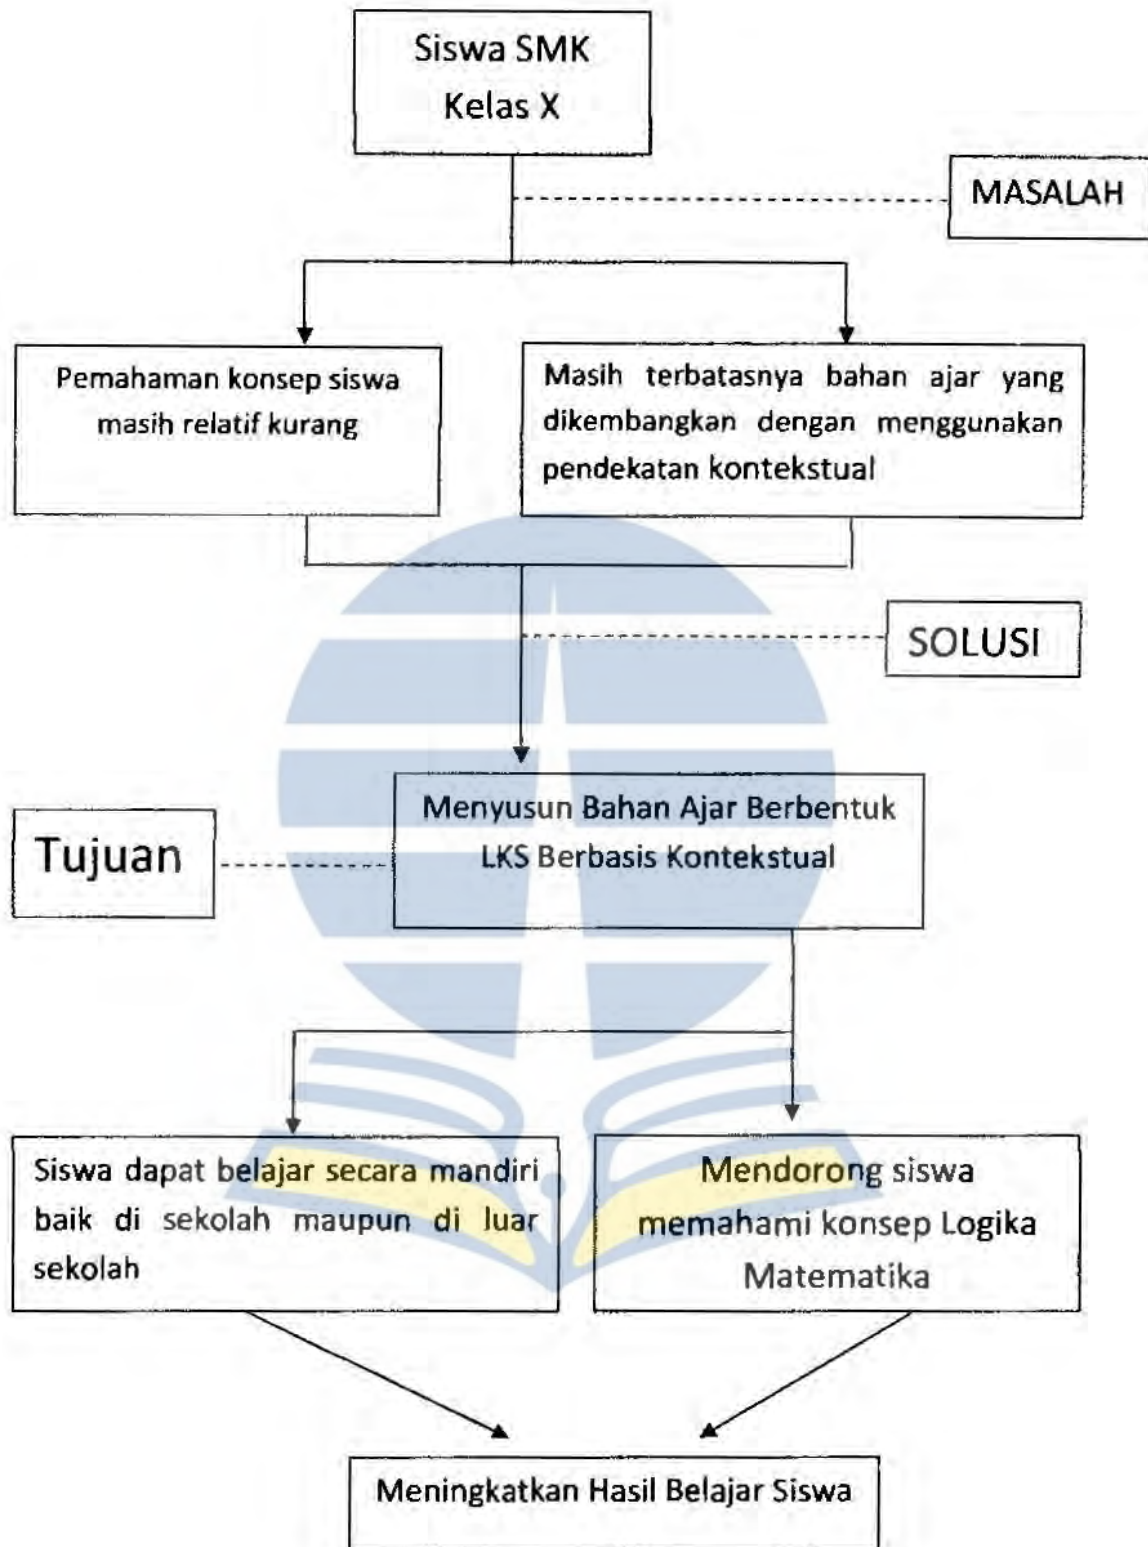 Siswa SMK
Kelas X
MASALAH
Pemahaman konsep siswa
masih relatif kurang
Masih terbatasnya bahan ajar yang
dikembangkan dengan menggunakan
pendekatan kontekstual
SOLUSI
Menyusun Bahan Ajar Berbentuk
LKS Berbasis Kontekstual
Tujuan
Siswa dapat belajar secara mandiri
baik di sekolah maupun di luar
sekolah
Mendorong siswa
memahami konsep Logika
Matematika
Meningkatkan Hasil Belajar Siswa